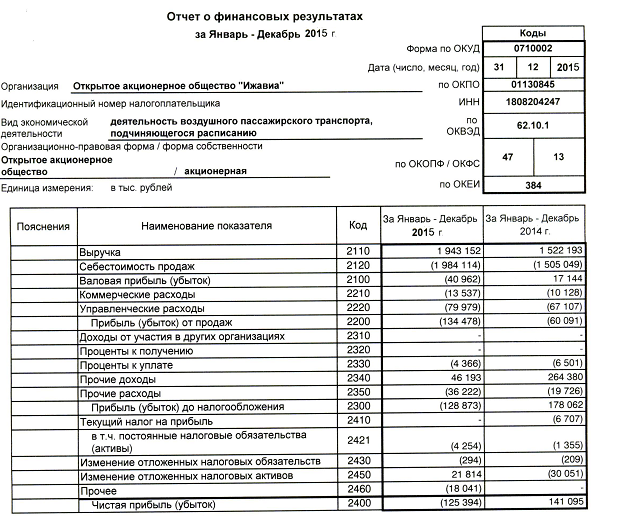 Отчет о финансовых результатах
за Январь - Декабрь 2015 г.
Коды
Форма по ОКУД 0710002
Дата (число, месяц, год) 31 12 2015
Организация Открытое акционерное общество "Ижавиа" по ОКПО 01130845
Идентификационный номер налогоплательщика ИНН 1808204247
Вид экономической деятельности деятельность воздушного пассажирского транспорта, подчиняющегося расписанию по ОКВЭД 62.10.1
Организационно-правовая форма / форма собственности
Открытое акционерное общество / акционерная по ОКОПФ / ОКФС 47 13
Единица измерения: в тыс. рублей по ОКЕИ 384
Пояснения Наименование показателя Код За Январь - Декабрь 2015 г За Январь - Декабрь 2014 г.
Выручка 2110 1 943 152 1 522 193
Себестоимость продаж 2120 (1 984 114) (1 505 049)
Валовая прибыль (убыток) 2100 (40 962) 17 144
Коммерческие расходы 2210 (13 537) (10 128)
Управленческие расходы 2220 (79 979) (67 107)
Прибыль (убыток) от продаж 2200 (134 478) (60 091)
Доходы от участия в других организациях 2310 - -
Проценты к получению 2320 - -
Проценты к уплате 2330 (4 366) (6 501)
Прочие доходы 2340 46 193 264 380
Прочие расходы 2350 (36 222) (19 726)
Прибыль (убыток) до налогообложения 2300 (128 873) 178 062
Текущий налог на прибыль 2410 - (6 707)
в т.ч. постоянные налоговые обязательства (активы) 2421 (4 254) (1 355)
Изменение отложенных налоговых обязательств 2430 (294) (209)
Изменение отложенных налоговых активов 2450 21 814 (30 051)
Прочее 2460 (18 041) -
Чистая прибыль (убыток) 2400 (125 394) 141 095